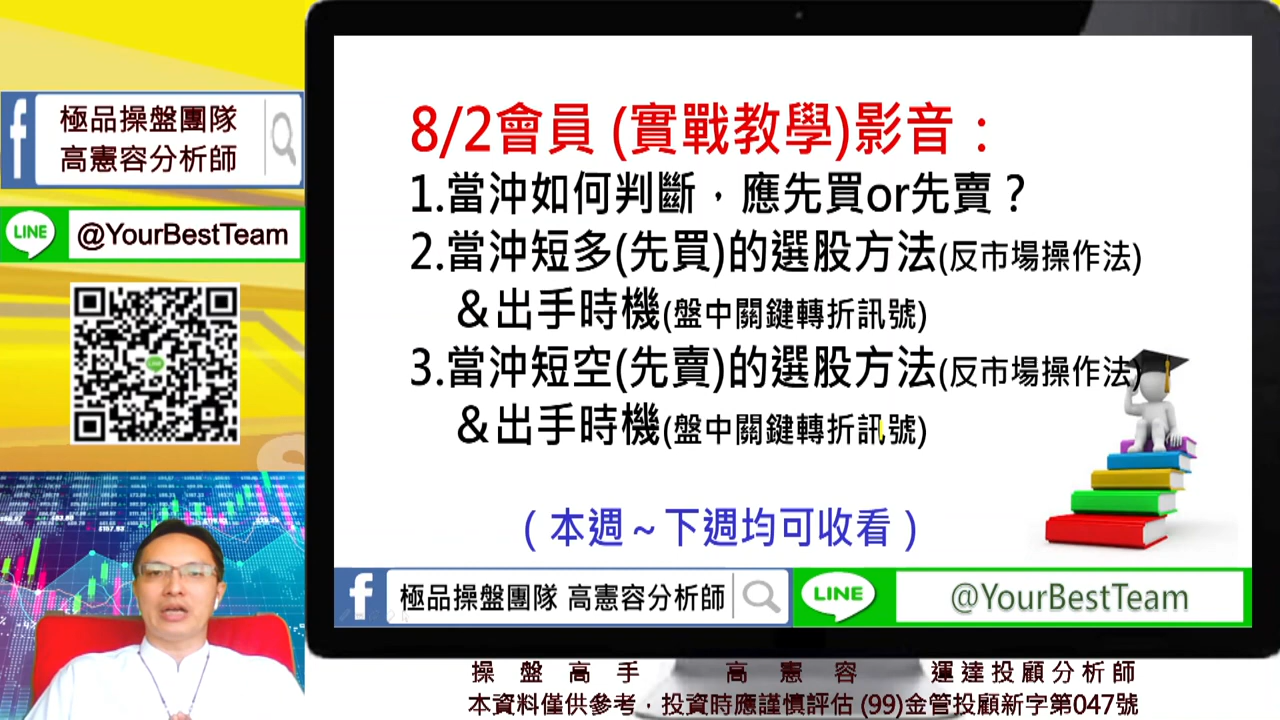 極品操盤團隊
高憲容分析師
LINE
@YourBestTeam
8/2會員 (實戰教學)影音：
1.當沖如何判斷，應先買or先賣？
2.當沖短多(先買)的選股方法(反市場操作法)
＆出手時機(盤中關鍵轉折訊號)
3.當沖短空(先賣)的選股方法(反市場操作法)
＆出手時機(盤中關鍵轉折訊號)
( 本週～下週均可收看 )
極品操盤團隊 高憲容分析師
LINE
@YourBestTeam
操盤高手 高憲容 運達投顧分析師
本資料僅供參考，投資時應謹慎評估 (99)金管投顧新字第047號